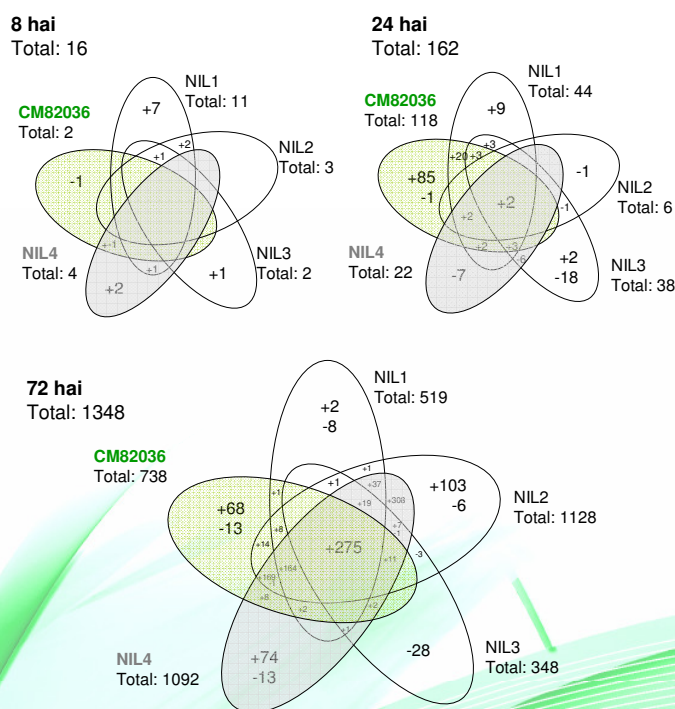 8 hai
Total: 16
NIL1
Total: 11
CM82036
Total: 2
NIL2
Total: 3
NIL3
Total: 2
NIL4
Total: 4
+7
+2
+1
-1
+-1
+1
+1
+2
24 hai
Total: 162
NIL1
Total: 44
CM82036
Total: 118
NIL2
Total: 6
NIL3
Total: 38
NIL4
Total: 22
+9
+3
+20
+3
+85
-1
-1
+2
+2
-1
+2
+3
-6
+2
-18
-7
72 hai
Total: 1348
NIL1
Total: 519
CM82036
Total: 738
NIL2
Total: 1128
NIL3
Total: 348
NIL4
Total: 1092
+2
-8
+1
+1
+37
+1
+19
+308
+103
-6
+68
-13
+7
-1
+8
+14
+275
-3
+11
+164
+169
-1
+8
+2
+2
+1
-28
+74
-13